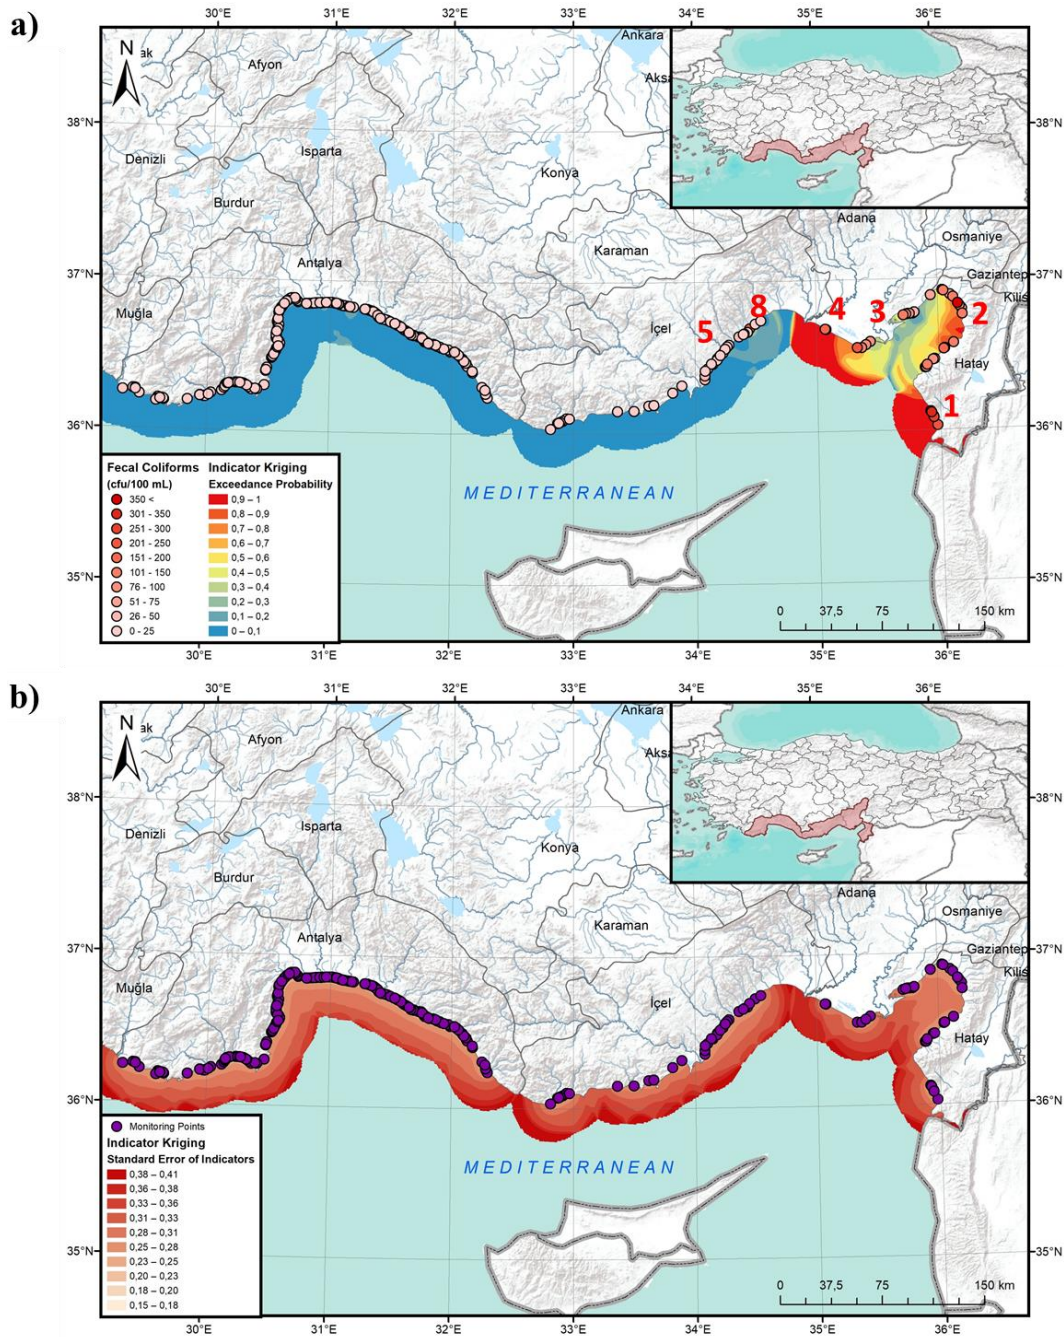 a)
30°E 31°E 32°E 33°E 34°E 35°E 36°E
N
ak
Afyon
Ankara
Aksa
38°N
38°N
Denizli
Isparta
Konya
Burdur
Adana
Osmaniye
Karaman
37°N
Antalya
37°N
Gaziantep
Kilis
Muğla
İçel
5
8
4
3
2
Hatay
1
36°N
36°N
Fecal Coliforms
(cfu/100 mL)
350 <
301 - 350
251 - 300
201 - 250
151 - 200
101 - 150
76 - 100
51 - 75
26 - 50
0 - 25
Indicator Kriging
Exceedance Probability
0,9 – 1
0,8 – 0,9
0,7 – 0,8
0,6 – 0,7
0,5 – 0,6
0,4 – 0,5
0,3 – 0,4
0,2 – 0,3
0,1 – 0,2
0 – 0,1
MEDITERRANEAN
35°N
35°N
0 37,5 75 150 km
30°E 31°E 32°E 33°E 34°E 35°E 36°E
b)
30°E 31°E 32°E 33°E 34°E 35°E 36°E
N
ak
Afyon
Ankara
Aksa
38°N
38°N
Denizli
Isparta
Konya
Burdur
Adana
Osmaniye
Karaman
37°N
Antalya
37°N
Gaziantep
Kilis
Muğla
İçel
Hatay
36°N
36°N
Monitoring Points
Indicator Kriging
Standard Error of Indicators
0,38 – 0,41
0,36 – 0,38
0,33 – 0,36
0,31 – 0,33
0,28 – 0,31
0,25 – 0,28
0,23 – 0,25
0,20 – 0,23
0,18 – 0,20
0,15 – 0,18
MEDITERRANEAN
35°N
35°N
0 37,5 75 150 km
30°E 31°E 32°E 33°E 34°E 35°E 36°E